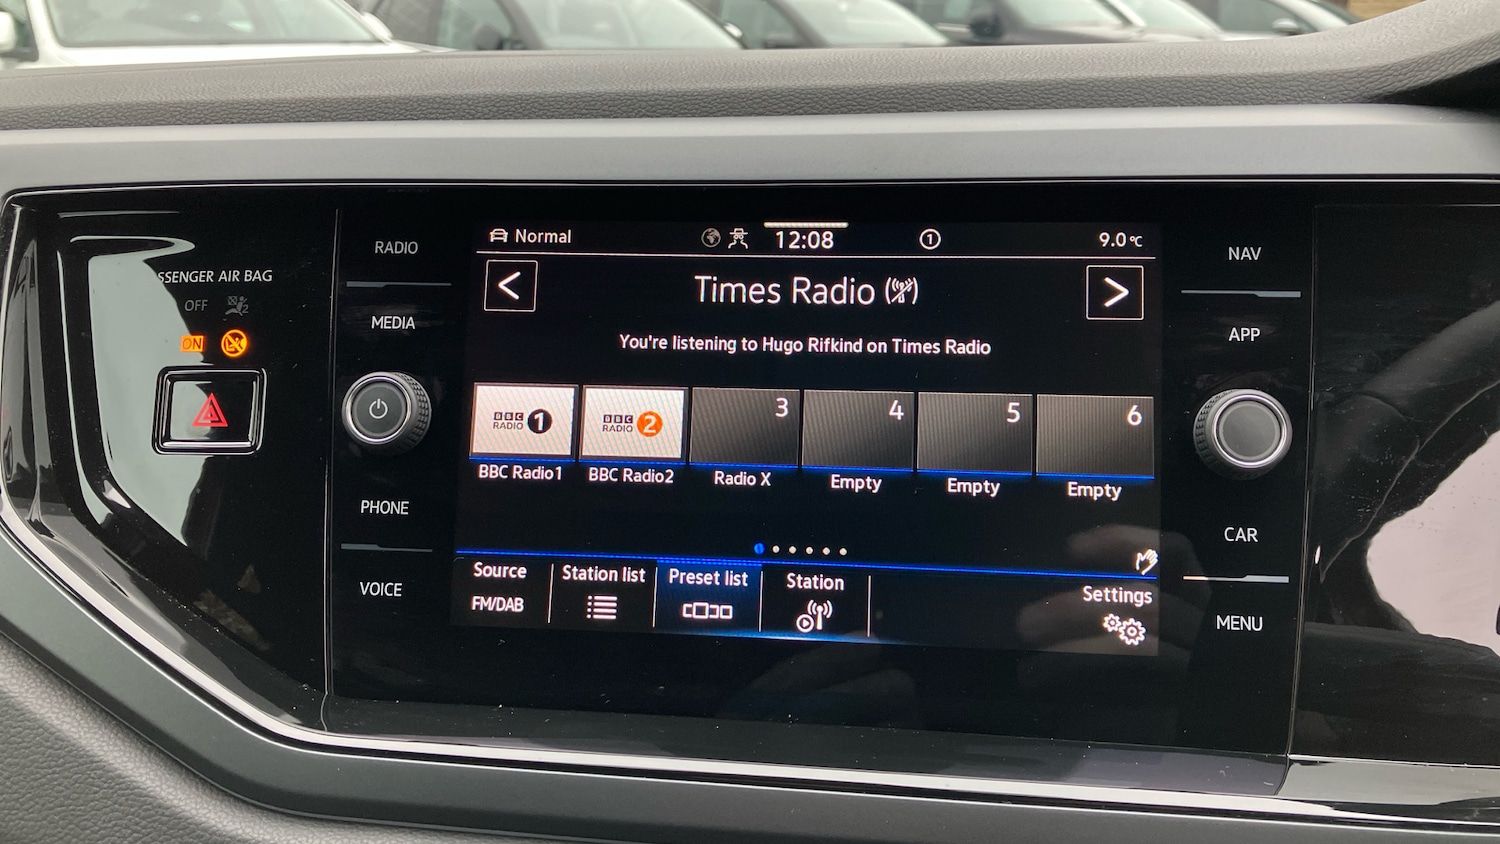 RADIO
MEDIA
PHONE
VOICE
SSENGER AIR BAG
OFF
2
ON
Normal
12:08
1
9.0°C
<
Times Radio
>
You're listening to Hugo Rifkind on Times Radio
BBC RADIO 1
BBC RADIO 2
3
4
5
6
BBC Radio1
BBC Radio2
Radio X
Empty
Empty
Empty
Source
FM/DAB
Station list
Preset list
Station
Settings
NAV
APP
CAR
MENU